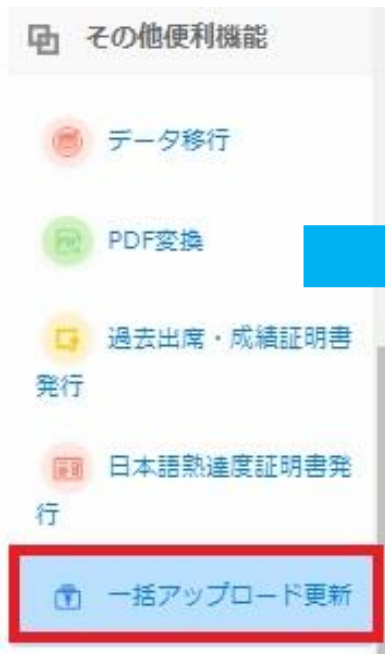 その他便利機能
データ移行
PDF変換
過去出席・成績証明書
発行
日本語熟達度証明書発
行
一括アップロード更新